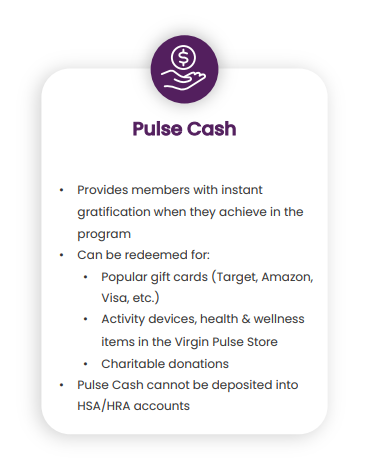 $
Pulse Cash
• Provides members with instant
gratification when they achieve in the
program
• Can be redeemed for:
• Popular gift cards (Target, Amazon,
Visa, etc.)
• Activity devices, health & wellness
items in the Virgin Pulse Store
• Charitable donations
• Pulse Cash cannot be deposited into
HSA/HRA accounts